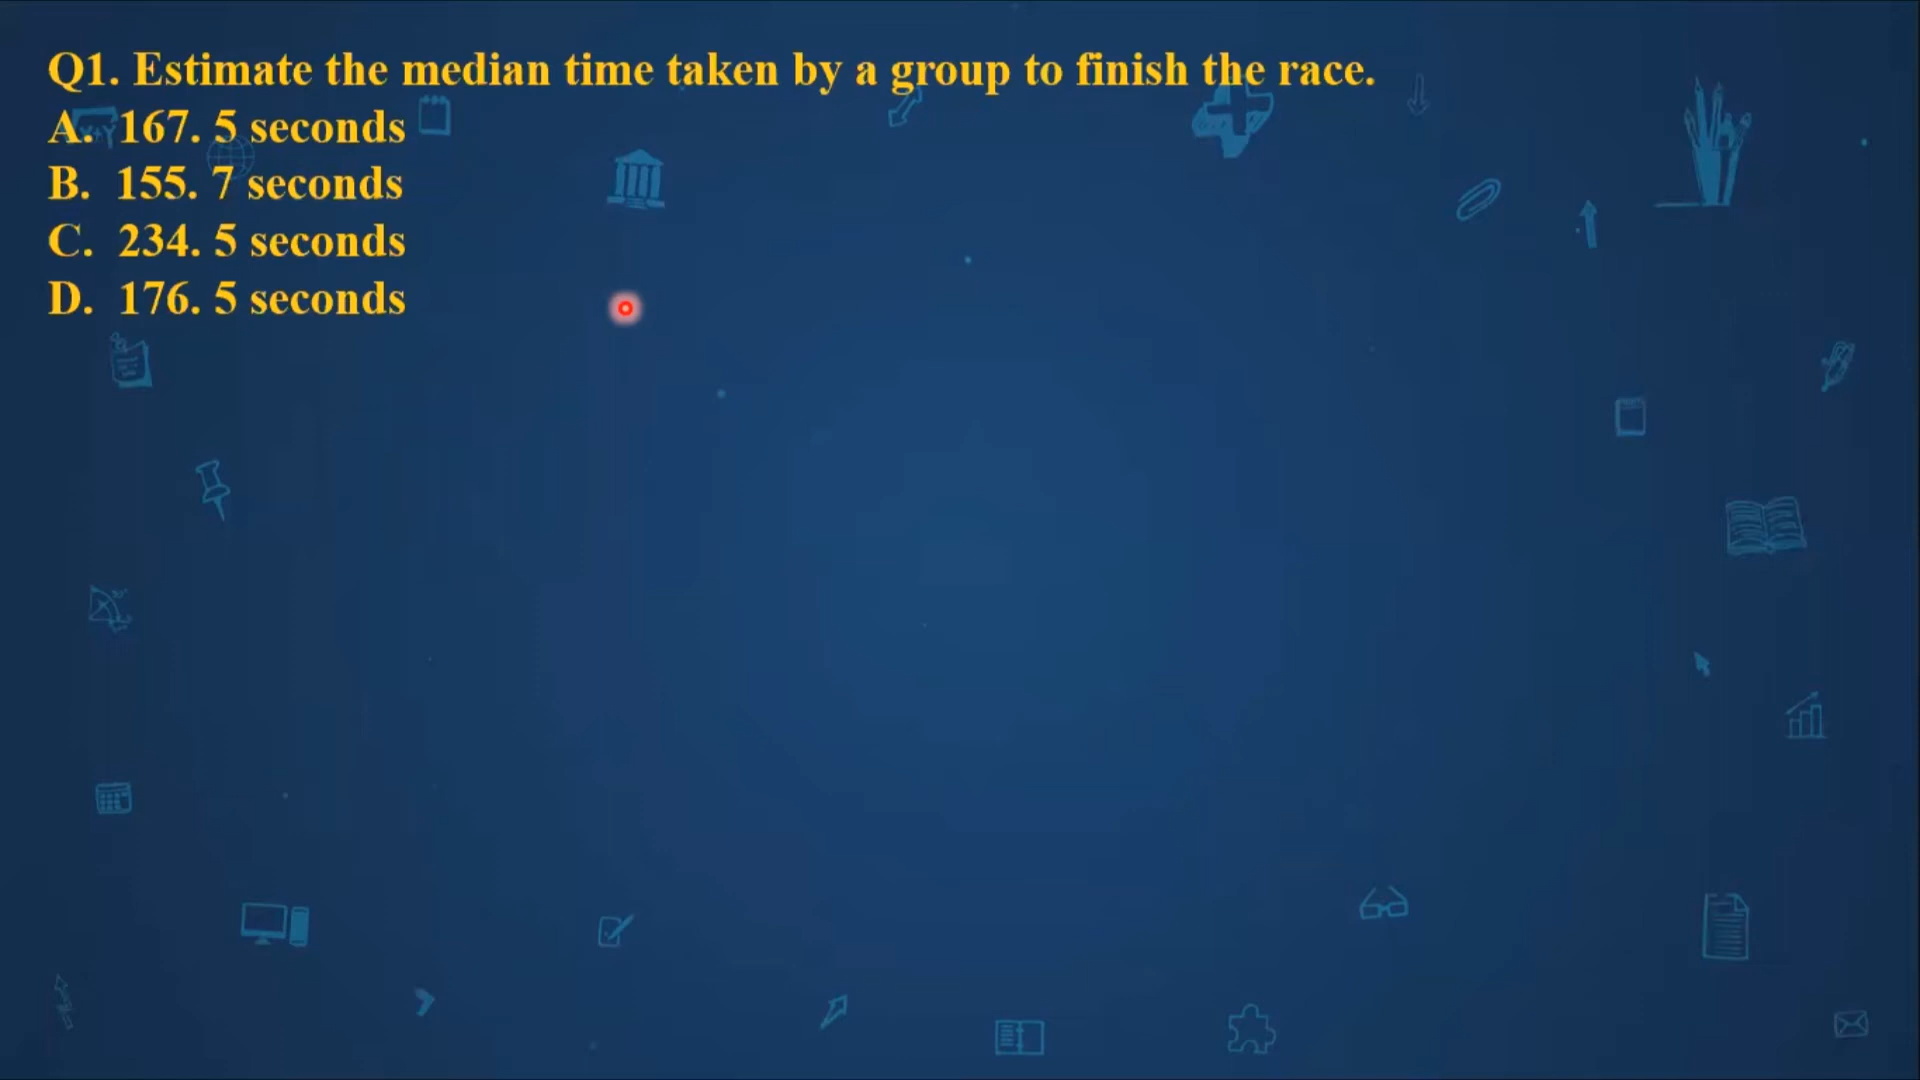 Q1. Estimate the median time taken by a group to finish the race.
A. 167. 5 seconds
B. 155. 7 seconds
C. 234. 5 seconds
D. 176. 5 seconds